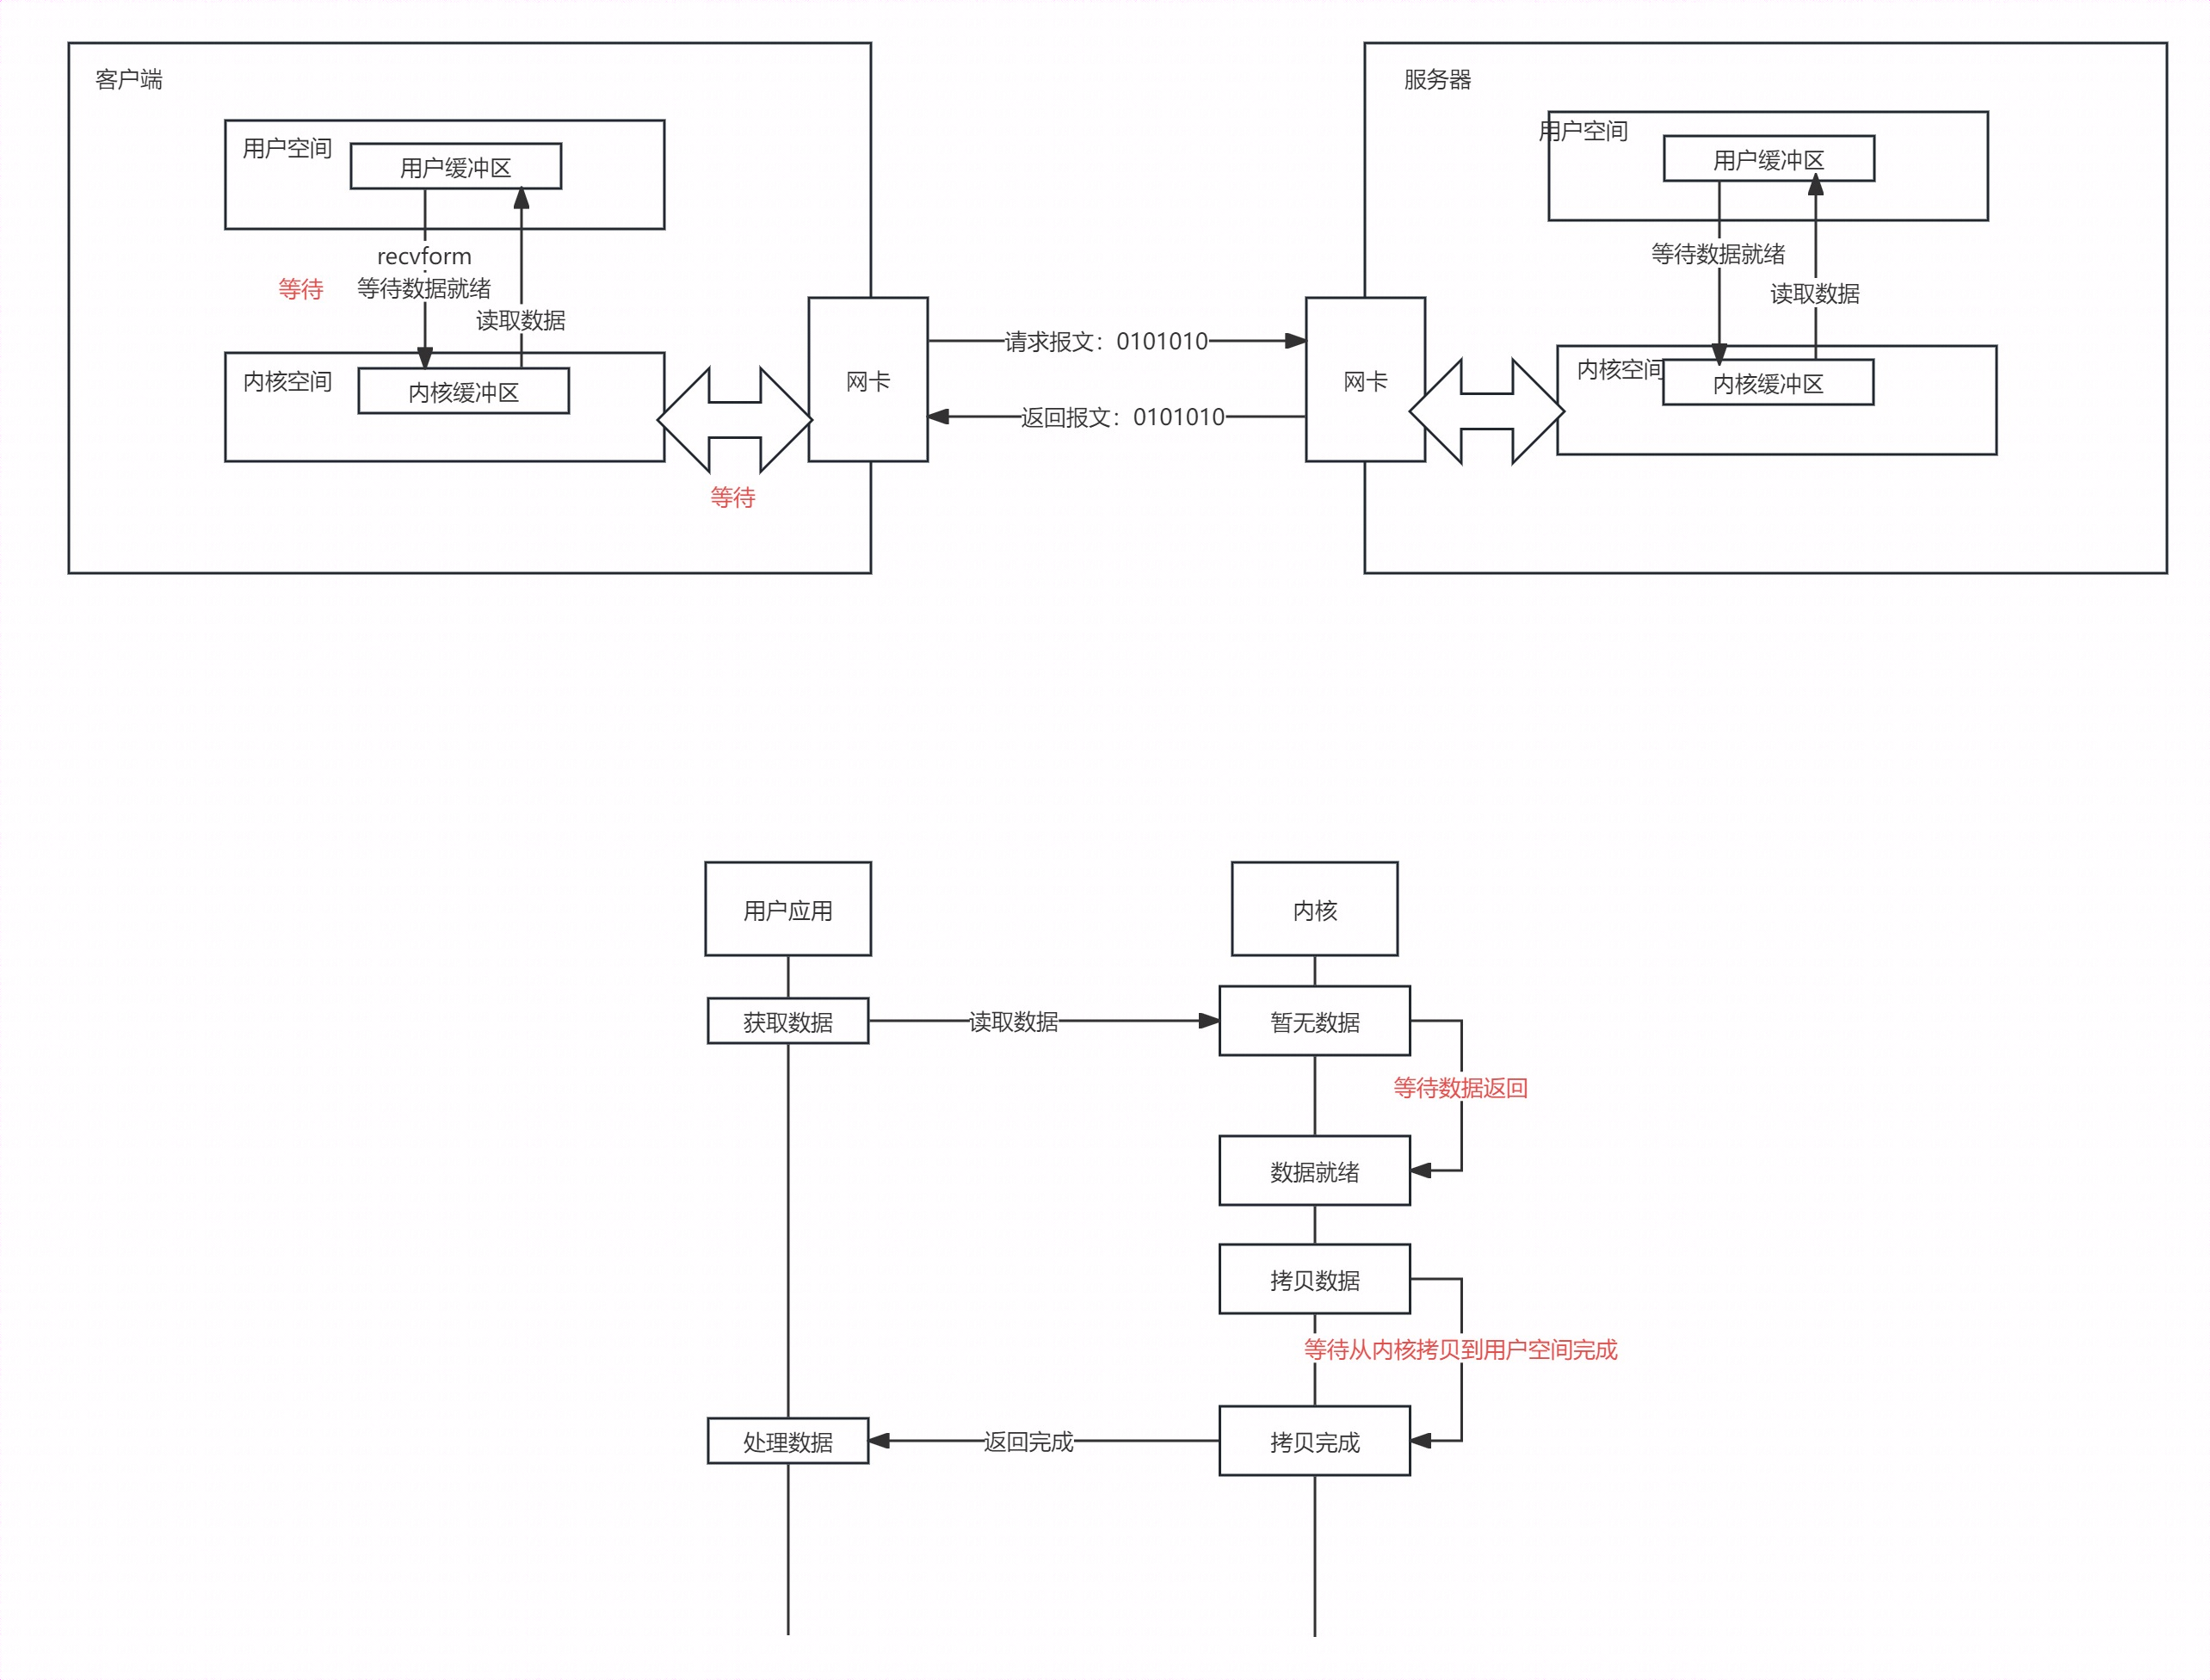 客户端
用户空间
用户缓冲区
recvform
等待
等待数据就绪
读取数据
内核空间
内核缓冲区
等待
网卡
请求报文：0101010
返回报文：0101010
服务器
用户空间
用户缓冲区
等待数据就绪
读取数据
网卡
内核空间
内核缓冲区
用户应用
内核
获取数据
读取数据
暂无数据
等待数据返回
数据就绪
拷贝数据
等待从内核拷贝到用户空间完成
处理数据
返回完成
拷贝完成